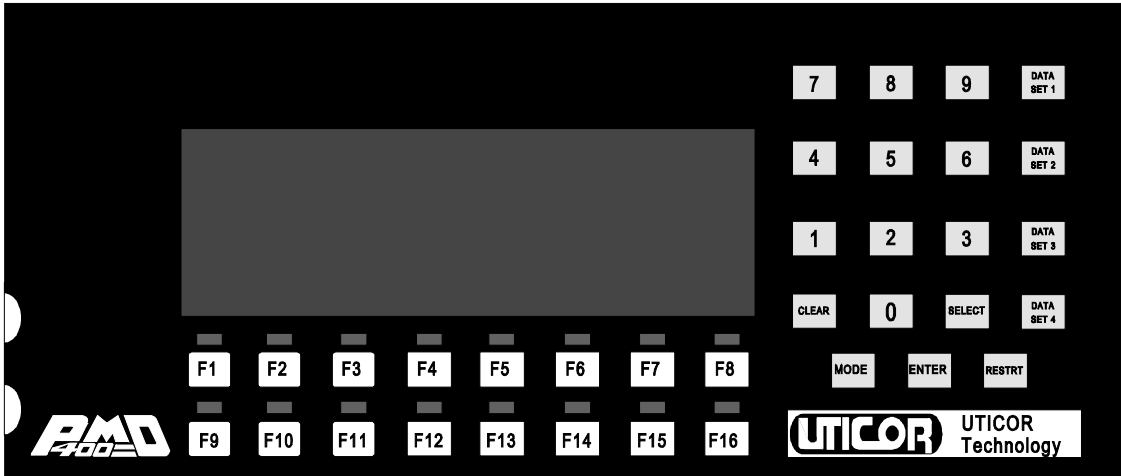 7 8 9 DATA SET 1
4 5 6 DATA SET 2
1 2 3 DATA SET 3
CLEAR 0 SELECT DATA SET 4
F1 F2 F3 F4 F5 F6 F7 F8
MODE ENTER RESTRT
F9 F10 F11 F12 F13 F14 F15 F16
PMD
400
UTICOR
UTICOR
Technology